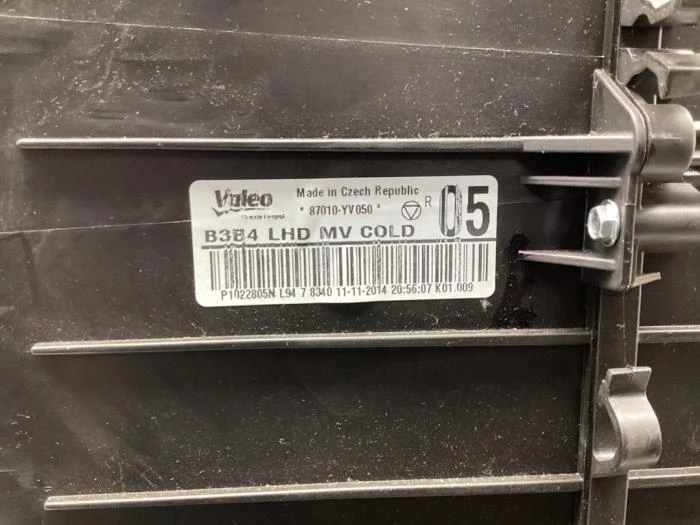 Valeo
Made in Czech Republic
* 87010-YV050 *
R
05
B3B4 LHD MV COLD
P1022805N L94 7 8340 11-11-2014 20:56:07 K01.009